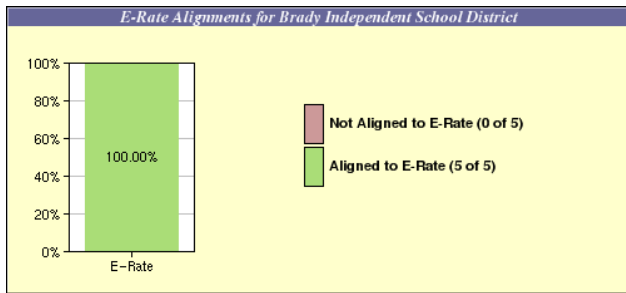 E-Rate Alignments for Brady Independent School District
100%
80%
60%
40%
20%
0%
100.00%
E-Rate
Not Aligned to E-Rate (0 of 5)
Aligned to E-Rate (5 of 5)